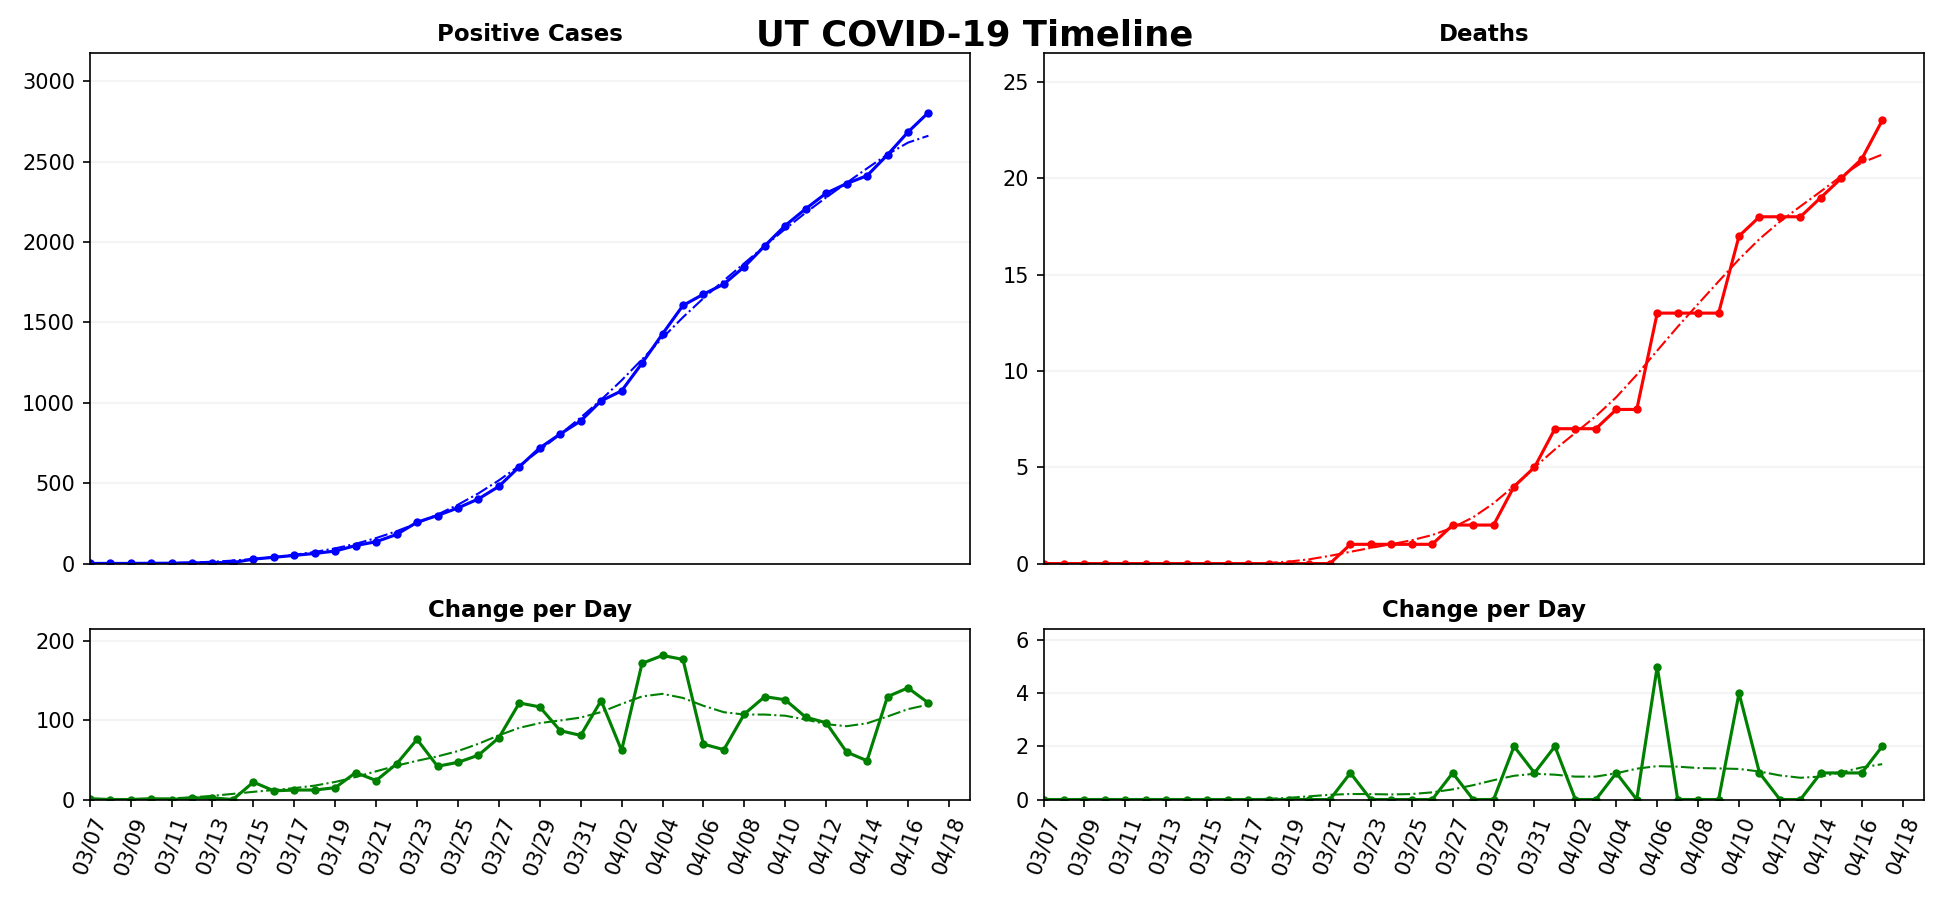 UT COVID-19 Timeline
Positive Cases
3000
2500
2000
1500
1000
500
0
Deaths
25
20
15
10
5
0
Change per Day
200
100
0
03/07 03/09 03/11 03/13 03/15 03/17 03/19 03/21 03/23 03/25 03/27 03/29 03/31 04/02 04/04 04/06 04/08 04/10 04/12 04/14 04/16 04/18
Change per Day
6
4
2
0
03/07 03/09 03/11 03/13 03/15 03/17 03/19 03/21 03/23 03/25 03/27 03/29 03/31 04/02 04/04 04/06 04/08 04/10 04/12 04/14 04/16 04/18